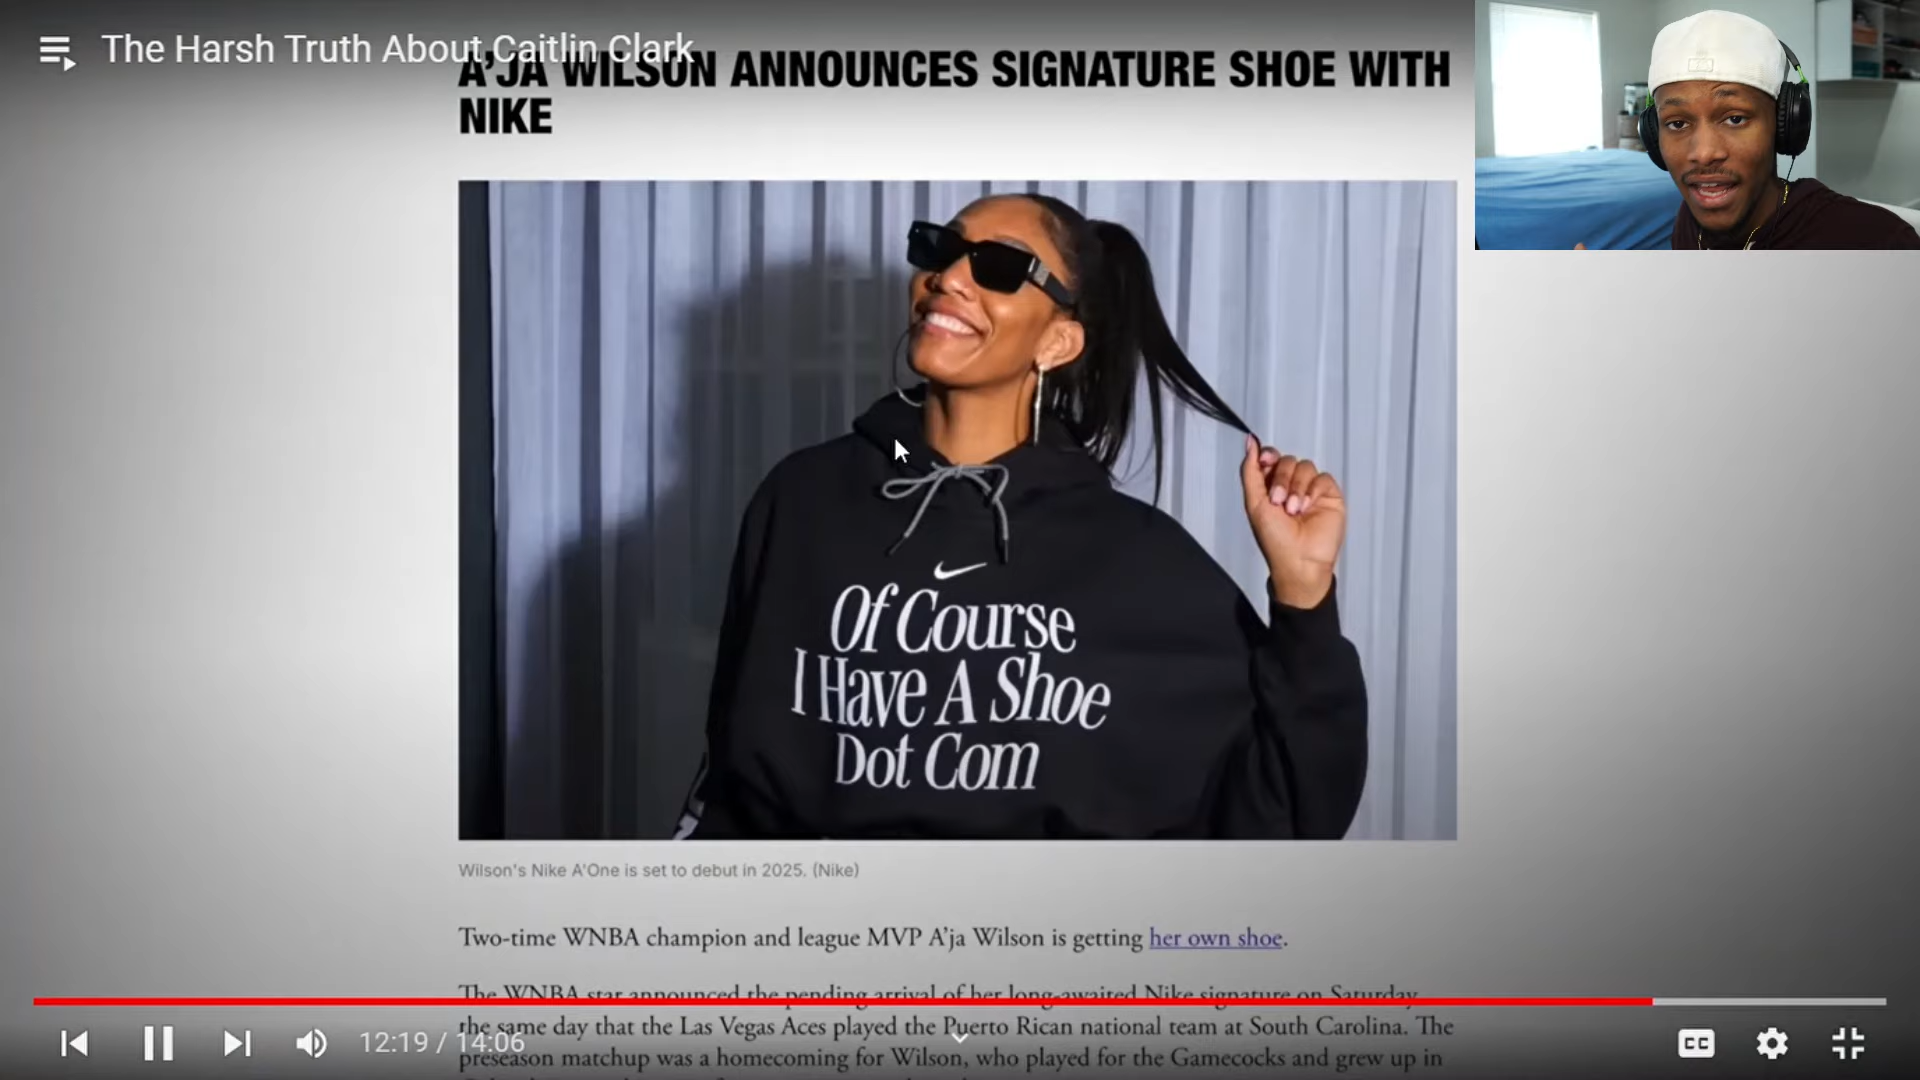 The Harsh Truth About Caitlin Clark
A'JA WILSON ANNOUNCES SIGNATURE SHOE WITH
NIKE
Of Course
I Have A Shoe
Dot Com
Wilson's Nike A'One is set to debut in 2025. (Nike)
Two-time WNBA champion and league MVP A'ja Wilson is getting her own shoe.
The WNBA star announced the pending arrival of her long-awaited Nike signature on Saturday,
the same day that the Las Vegas Aces played the Puerto Rican national team at South Carolina. The
12:19 / 14:06
CC
preseason matchup was a homecoming for Wilson, who played for the Gamecocks and grew up in